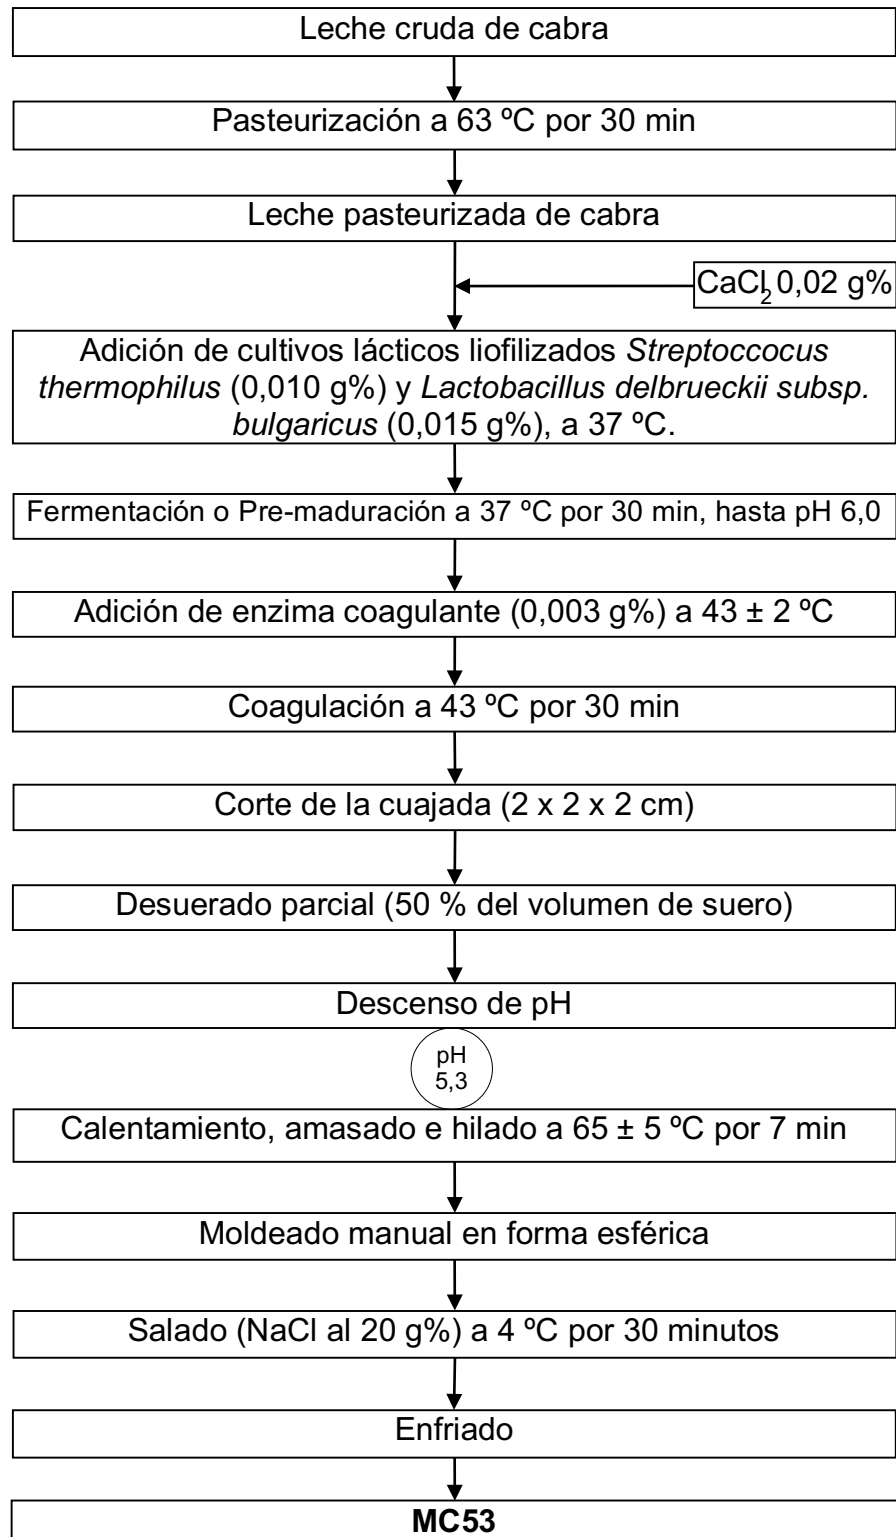 Leche cruda de cabra
Pasteurización a 63 ºC por 30 min
Leche pasteurizada de cabra
CaCl2 0,02 g%
Adición de cultivos lácticos liofilizados Streptoccocus
thermophilus (0,010 g%) y Lactobacillus delbrueckii subsp.
bulgaricus (0,015 g%), a 37 ºC.
Fermentación o Pre-maduración a 37 ºC por 30 min, hasta pH 6,0
Adición de enzima coagulante (0,003 g%) a 43 ± 2 ºC
Coagulación a 43 ºC por 30 min
Corte de la cuajada (2 x 2 x 2 cm)
Desuerado parcial (50 % del volumen de suero)
Descenso de pH
pH
5,3
Calentamiento, amasado e hilado a 65 ± 5 ºC por 7 min
Moldeado manual en forma esférica
Salado (NaCl al 20 g%) a 4 ºC por 30 minutos
Enfriado
MC53